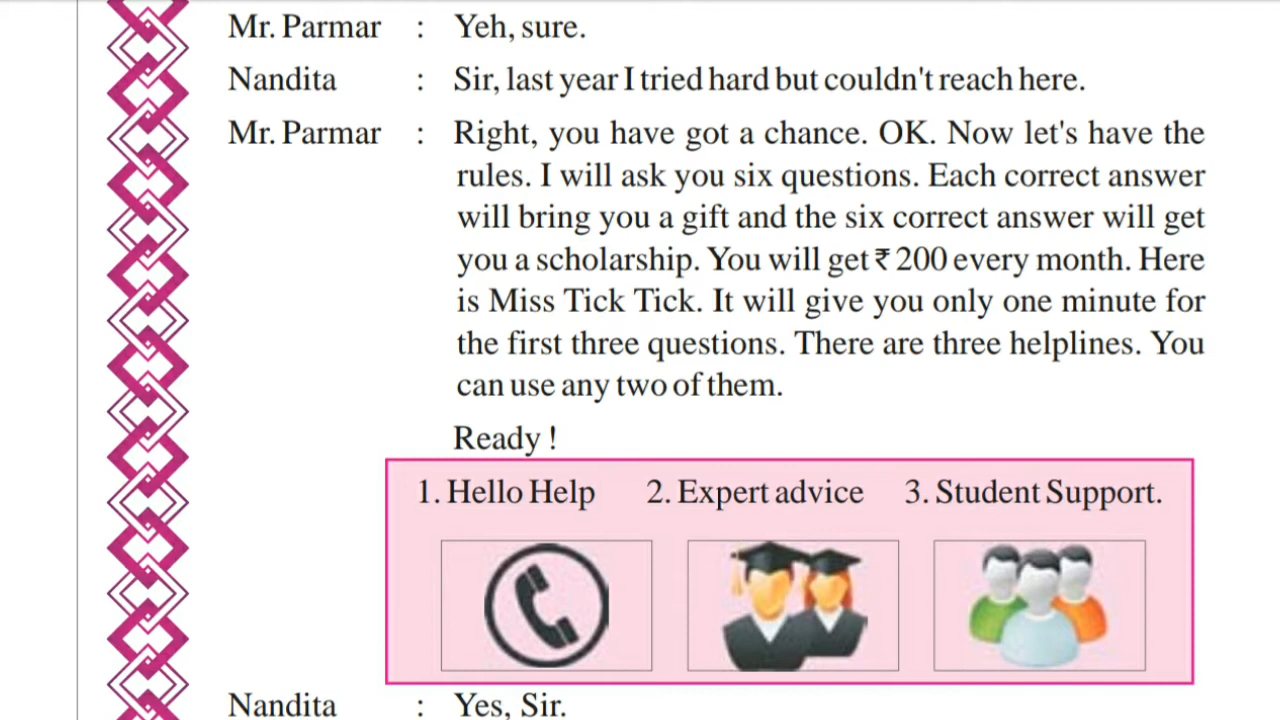 Mr. Parmar : Yeh, sure.
Nandita : Sir, last year I tried hard but couldn't reach here.
Mr. Parmar : Right, you have got a chance. OK. Now let's have the
rules. I will ask you six questions. Each correct answer
will bring you a gift and the six correct answer will get
you a scholarship. You will get ₹ 200 every month. Here
is Miss Tick Tick. It will give you only one minute for
the first three questions. There are three helplines. You
can use any two of them.
Ready !
1. Hello Help 2. Expert advice 3. Student Support.
Nandita : Yes, Sir.